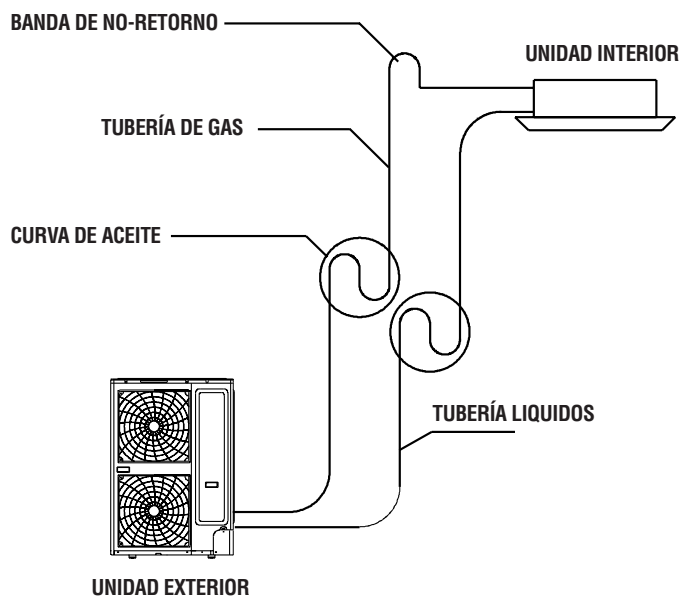 BANDA DE NO-RETORNO
UNIDAD INTERIOR
TUBERÍA DE GAS
CURVA DE ACEITE
TUBERÍA LIQUIDOS
UNIDAD EXTERIOR